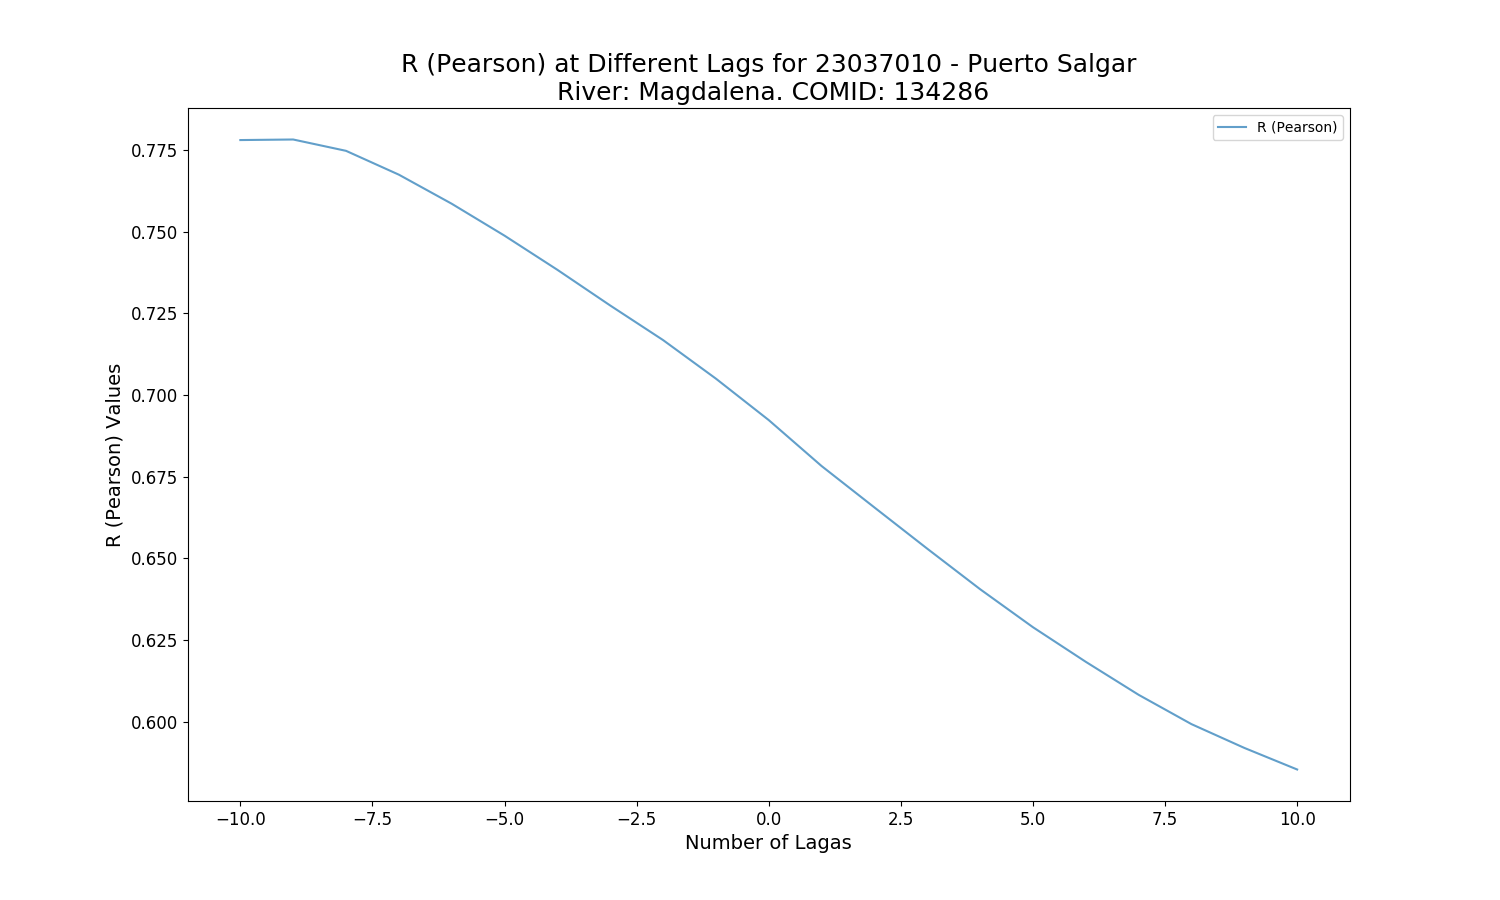 R (Pearson) at Different Lags for 23037010 - Puerto Salgar
River: Magdalena. COMID: 134286
R (Pearson)
R (Pearson) Values
0.775
0.750
0.725
0.700
0.675
0.650
0.625
0.600
−10.0 −7.5 −5.0 −2.5 0.0 2.5 5.0 7.5 10.0
Number of Lagas